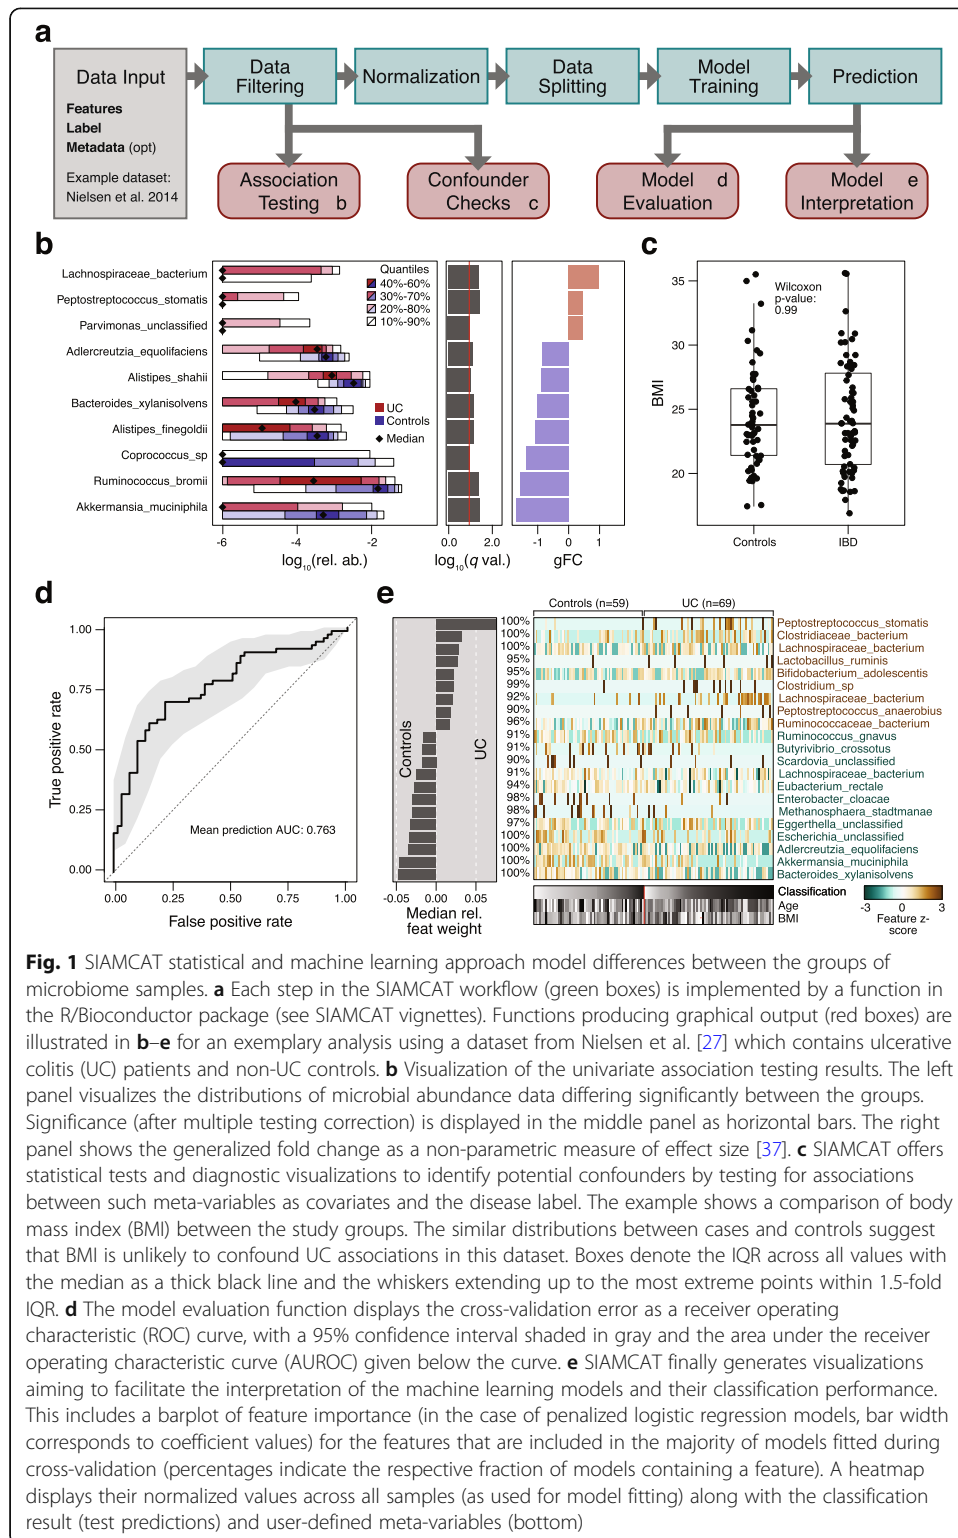 a
Data Input
Features
Label
Metadata (opt)
Example dataset:
Nielsen et al. 2014
Data
Filtering
Normalization
Data
Splitting
Model
Training
Prediction
Association
Testing b
Confounder
Checks c
Model d
Evaluation
Model e
Interpretation
b
Lachnospiraceae_bacterium
Peptostreptococcus_stomatis
Parvimonas_unclassified
Adlercreutzia_equolifaciens
Alistipes_shahii
Bacteroides_xylanisolvens
Alistipes_finegoldii
Coprococcus_sp
Ruminococcus_bromii
Akkermansia_muciniphila
Quantiles
40%-60%
30%-70%
20%-80%
10%-90%
UC
Controls
Median
-6 -4 -2
log10(rel. ab.)
0.0 2.0
log10(q val.)
-1 0 1
gFC
c
Wilcoxon
p-value:
0.99
BMI
35
30
25
20
Controls IBD
d
True positive rate
1.00
0.75
0.50
0.25
0.00
Mean prediction AUC: 0.763
0.00 0.25 0.50 0.75 1.00
False positive rate
e
Controls
UC
-0.05 0 0.05
Median rel.
feat weight
Controls (n=59) UC (n=69)
100% Peptostreptococcus_stomatis
100% Clostridiaceae_bacterium
100% Lachnospiraceae_bacterium
95% Lactobacillus_ruminis
95% Bifidobacterium_adolescentis
99% Clostridium_sp
92% Lachnospiraceae_bacterium
90% Peptostreptococcus_anaerobius
96% Ruminococcaceae_bacterium
91% Ruminococcus_gnavus
91% Butyrivibrio_crossotus
90% Scardovia_unclassified
91% Lachnospiraceae_bacterium
94% Eubacterium_rectale
98% Enterobacter_cloacae
98% Methanosphaera_stadtmanae
97% Eggerthella_unclassified
100% Escherichia_unclassified
100% Adlercreutzia_equolifaciens
100% Akkermansia_muciniphila
100% Bacteroides_xylanisolvens
Classification
Age
BMI
-3 0 3
Feature z-
score
Fig. 1 SIAMCAT statistical and machine learning approach model differences between the groups of
microbiome samples. a Each step in the SIAMCAT workflow (green boxes) is implemented by a function in
the R/Bioconductor package (see SIAMCAT vignettes). Functions producing graphical output (red boxes) are
illustrated in b–e for an exemplary analysis using a dataset from Nielsen et al. [27] which contains ulcerative
colitis (UC) patients and non-UC controls. b Visualization of the univariate association testing results. The left
panel visualizes the distributions of microbial abundance data differing significantly between the groups.
Significance (after multiple testing correction) is displayed in the middle panel as horizontal bars. The right
panel shows the generalized fold change as a non-parametric measure of effect size [37]. c SIAMCAT offers
statistical tests and diagnostic visualizations to identify potential confounders by testing for associations
between such meta-variables as covariates and the disease label. The example shows a comparison of body
mass index (BMI) between the study groups. The similar distributions between cases and controls suggest
that BMI is unlikely to confound UC associations in this dataset. Boxes denote the IQR across all values with
the median as a thick black line and the whiskers extending up to the most extreme points within 1.5-fold
IQR. d The model evaluation function displays the cross-validation error as a receiver operating
characteristic (ROC) curve, with a 95% confidence interval shaded in gray and the area under the receiver
operating characteristic curve (AUROC) given below the curve. e SIAMCAT finally generates visualizations
aiming to facilitate the interpretation of the machine learning models and their classification performance.
This includes a barplot of feature importance (in the case of penalized logistic regression models, bar width
corresponds to coefficient values) for the features that are included in the majority of models fitted during
cross-validation (percentages indicate the respective fraction of models containing a feature). A heatmap
displays their normalized values across all samples (as used for model fitting) along with the classification
result (test predictions) and user-defined meta-variables (bottom)